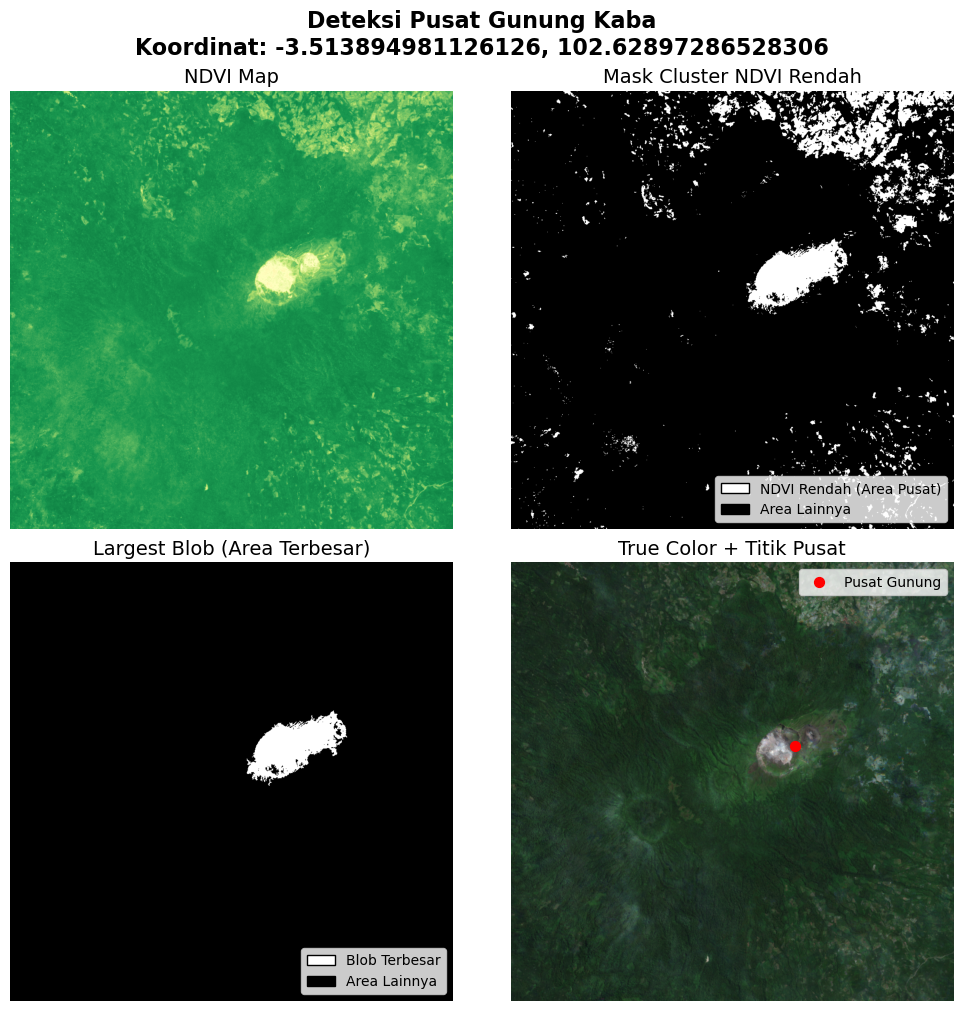 Deteksi Pusat Gunung Kaba
Koordinat: -3.513894981126126, 102.62897286528306
NDVI Map
Mask Cluster NDVI Rendah
NDVI Rendah (Area Pusat)
Area Lainnya
Largest Blob (Area Terbesar)
True Color + Titik Pusat
Blob Terbesar
Area Lainnya
Pusat Gunung